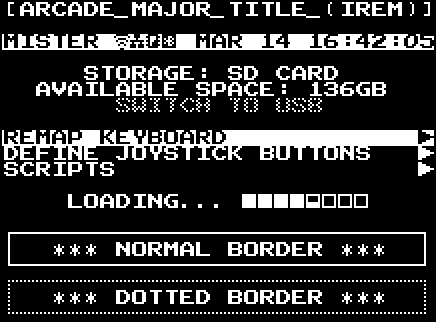 [ARCADE_MAJOR_TITLE_(IREM)]
MISTER MAR 14 16:42:05
STORAGE: SD CARD
AVAILABLE SPACE: 136GB
SWITCH TO USB
REMAP KEYBOARD
DEFINE JOYSTICK BUTTONS
SCRIPTS
LOADING...
*** NORMAL BORDER ***
*** DOTTED BORDER ***